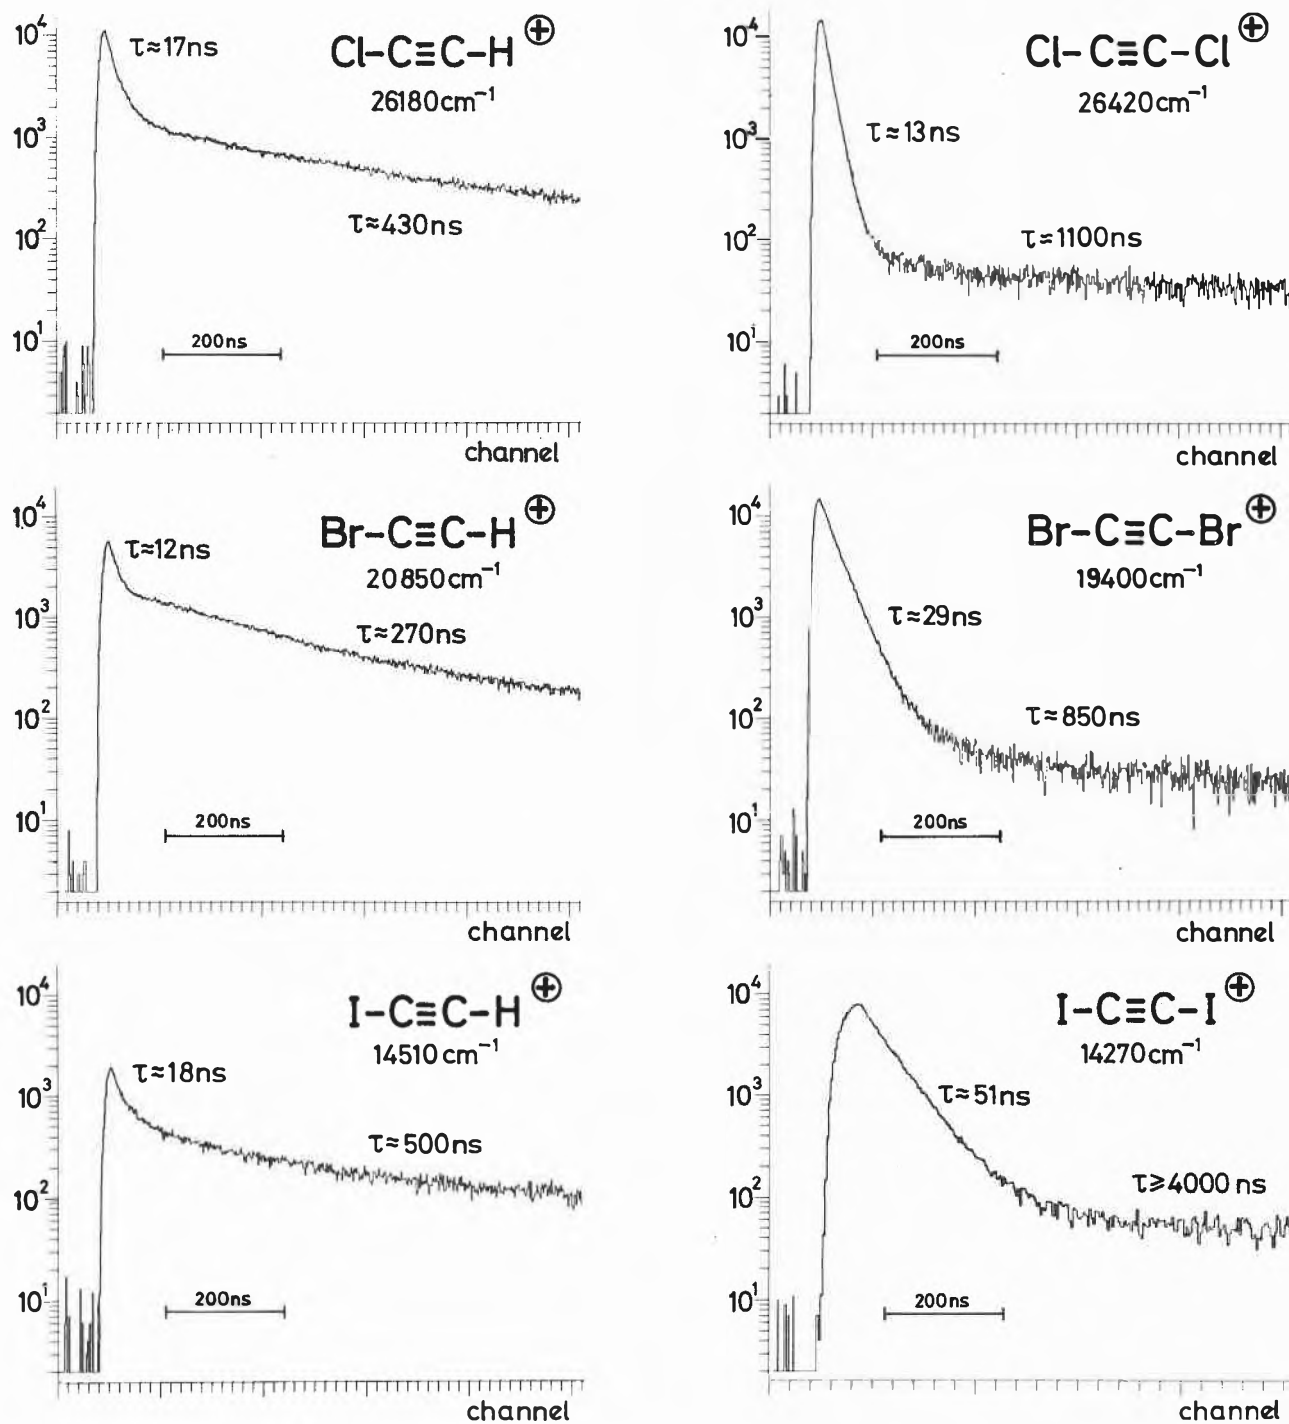 10⁴
10³
10²
10¹
τ≈17ns
Cl–C≡C–H ⊕
26180cm⁻¹
τ≈430ns
200ns
channel
10⁴
10³
10²
10¹
Cl–C≡C–Cl ⊕
26420cm⁻¹
τ≈13ns
τ≈1100ns
200ns
channel
10⁴
10³
10²
10¹
τ≈12ns
Br–C≡C–H ⊕
20850cm⁻¹
τ≈270ns
200ns
channel
10⁴
10³
10²
10¹
Br–C≡C–Br ⊕
19400cm⁻¹
τ≈29ns
τ≈850ns
200ns
channel
10⁴
10³
10²
10¹
I–C≡C–H ⊕
14510cm⁻¹
τ≈18ns
τ≈500ns
200ns
channel
10⁴
10³
10²
10¹
I–C≡C–I ⊕
14270cm⁻¹
τ≈51ns
τ⩾4000ns
200ns
channel